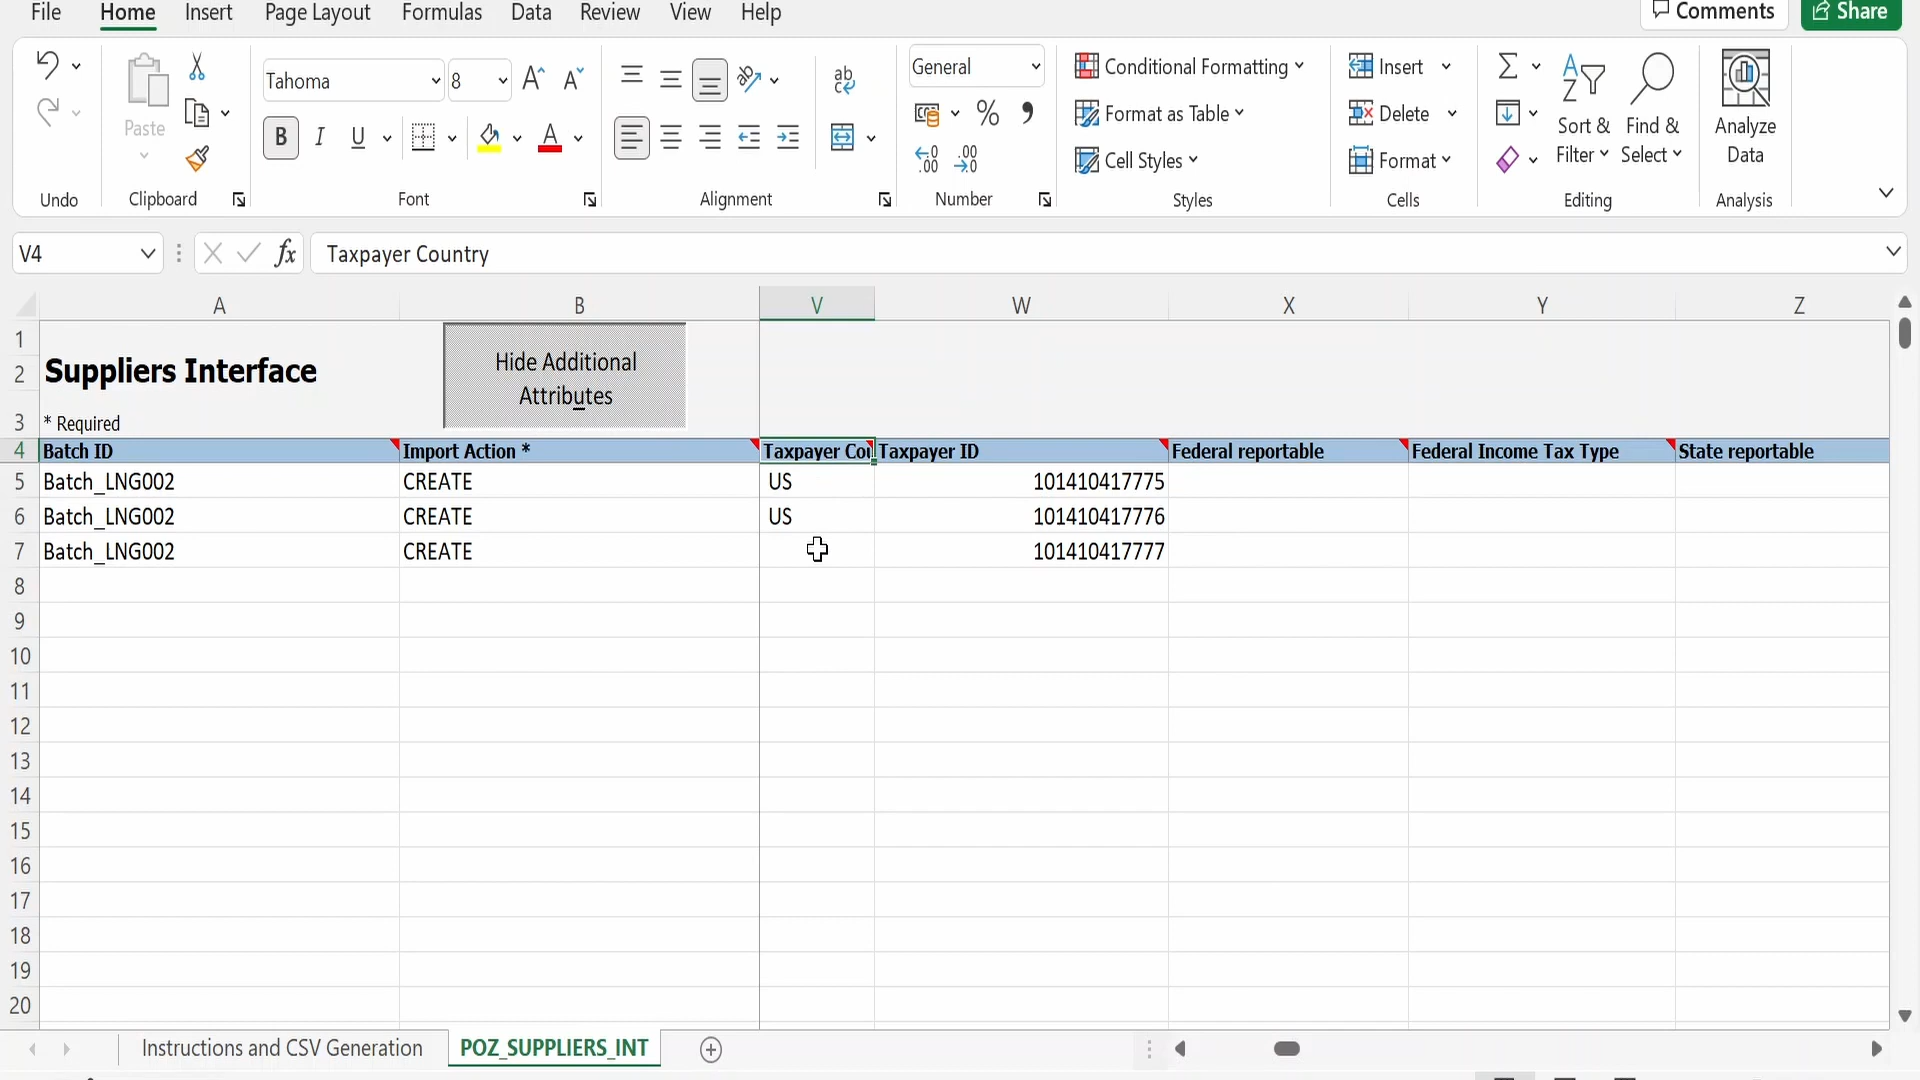 File Home Insert Page Layout Formulas Data Review View Help Comments Share
Tahoma 8 General Conditional Formatting Insert
Paste Format as Table Delete Sort & Find & Analyze
B I U A % Cell Styles Format Filter Select Data
Undo Clipboard Font Alignment Number Styles Cells Editing Analysis
V4 fx Taxpayer Country
A B V W X Y Z
1
2 Suppliers Interface Hide Additional
Attributes
3 * Required
4 Batch ID Import Action * Taxpayer Cou Taxpayer ID Federal reportable Federal Income Tax Type State reportable
5 Batch_LNG002 CREATE US 101410417775
6 Batch_LNG002 CREATE US 101410417776
7 Batch_LNG002 CREATE 101410417777
8
9
10
11
12
13
14
15
16
17
18
19
20
Instructions and CSV Generation POZ_SUPPLIERS_INT